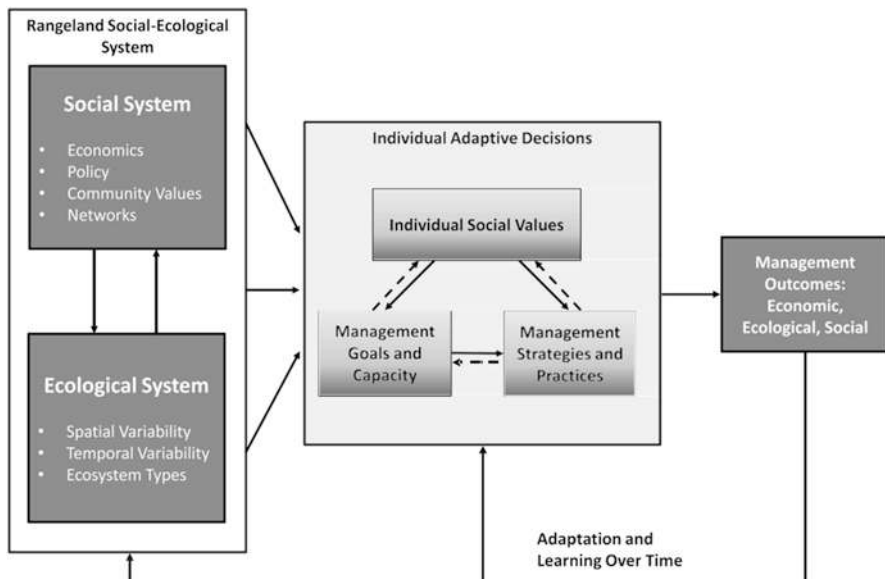 Rangeland Social-Ecological
System
Social System
• Economics
• Policy
• Community Values
• Networks
Ecological System
• Spatial Variability
• Temporal Variability
• Ecosystem Types
Individual Adaptive Decisions
Individual Social Values
Management
Goals and
Capacity
Management
Strategies and
Practices
Management
Outcomes:
Economic,
Ecological, Social
Adaptation and
Learning Over Time